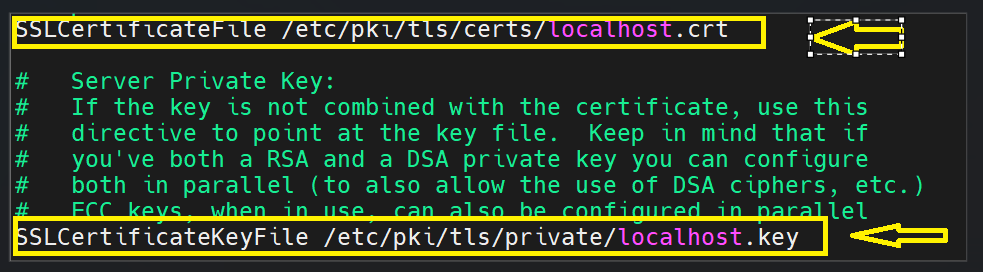 SSLCertificateFile /etc/pki/tls/certs/localhost.crt
#   Server Private Key:
#   If the key is not combined with the certificate, use this
#   directive to point at the key file.  Keep in mind that if
#   you've both a RSA and a DSA private key you can configure
#   both in parallel (to also allow the use of DSA ciphers, etc.)
#   ECC keys, when in use, can also be configured in parallel
SSLCertificateKeyFile /etc/pki/tls/private/localhost.key